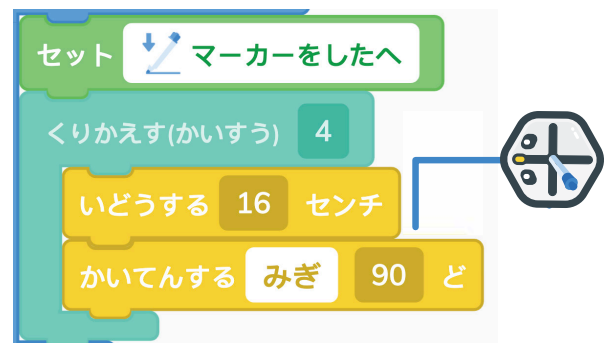 セット マーカーをしたへ
くりかえす(かいすう) 4
いどうする 16 センチ
かいてんする みぎ 90 ど